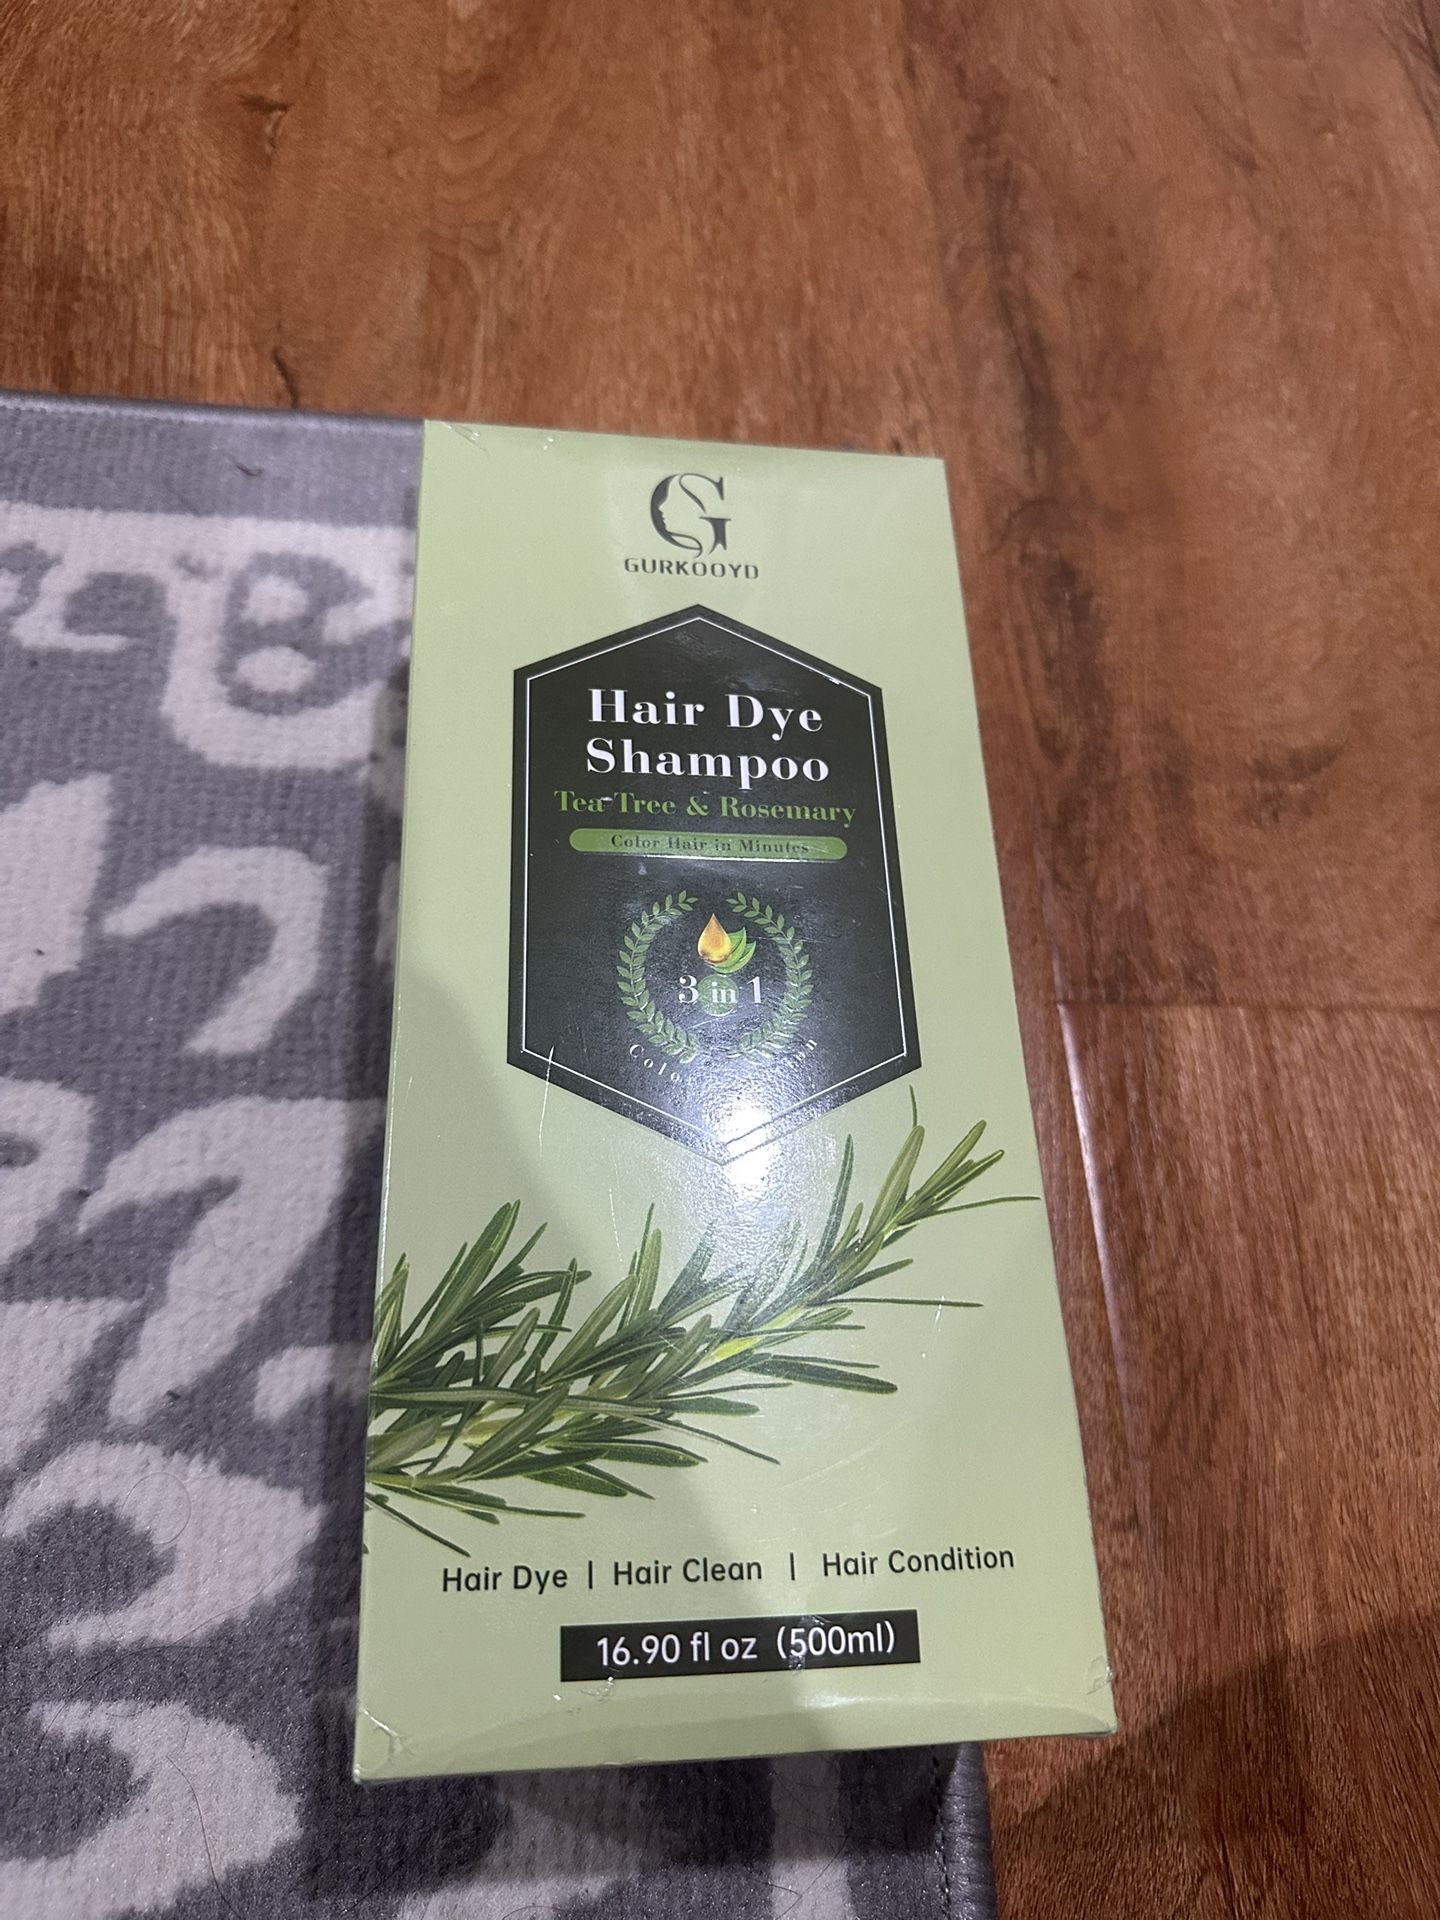 GURKOOYD
Hair Dye
Shampoo
Tea Tree & Rosemary
Color Hair in Minutes
3 in 1
Hair Dye | Hair Clean | Hair Condition
16.90 fl oz (500ml)